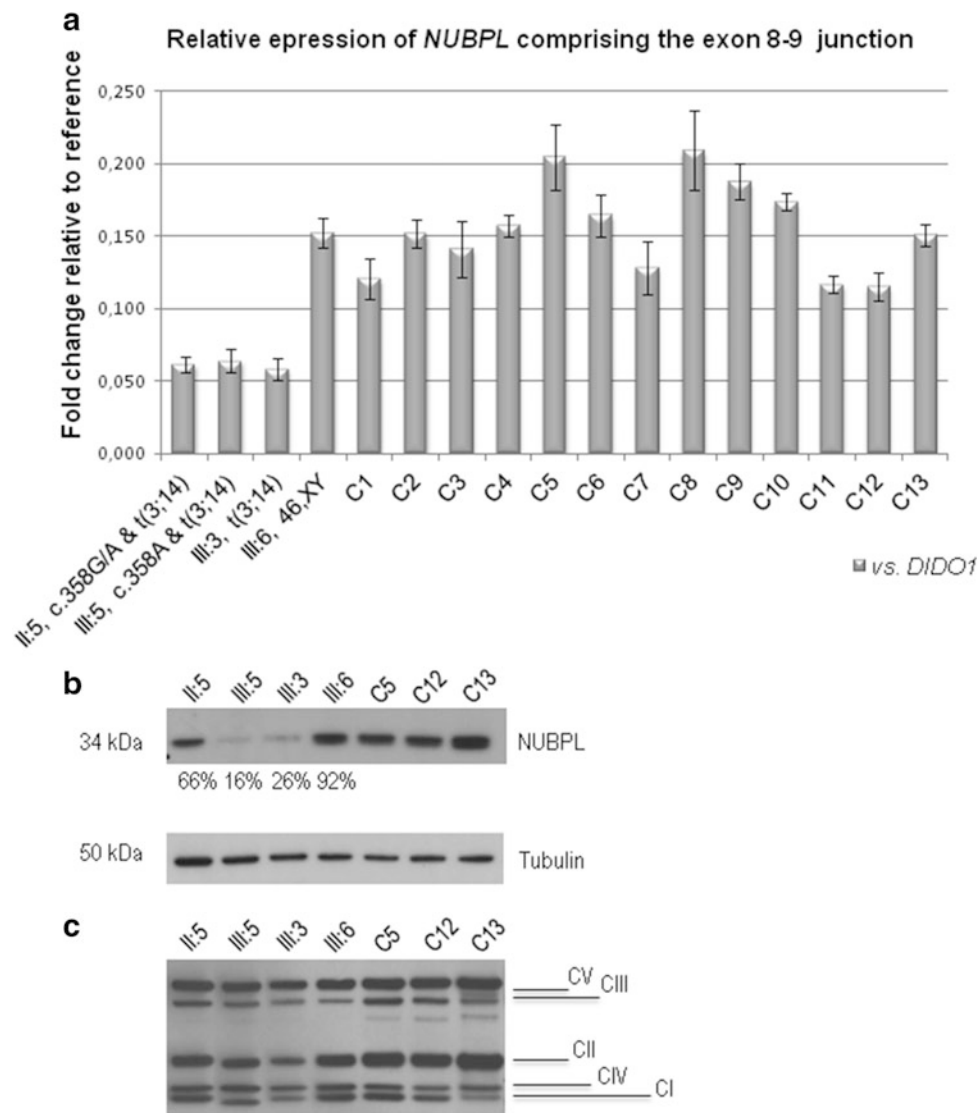 a
Relative epression of NUBPL comprising the exon 8-9 junction
Fold change relative to reference
0,250
0,200
0,150
0,100
0,050
0,000
II:5, c.358G/A & t(3;14)
III:5, c.358A & t(3;14)
III:3, t(3;14)
III:6, 46,XY
C1
C2
C3
C4
C5
C6
C7
C8
C9
C10
C11
C12
C13
vs. DIDO1
b
II:5 III:5 III:3 III:6 C5 C12 C13
34 kDa NUBPL
66% 16% 26% 92%
50 kDa Tubulin
c
II:5 III:5 III:3 III:6 C5 C12 C13
CV
CIII
CII
CIV
CI